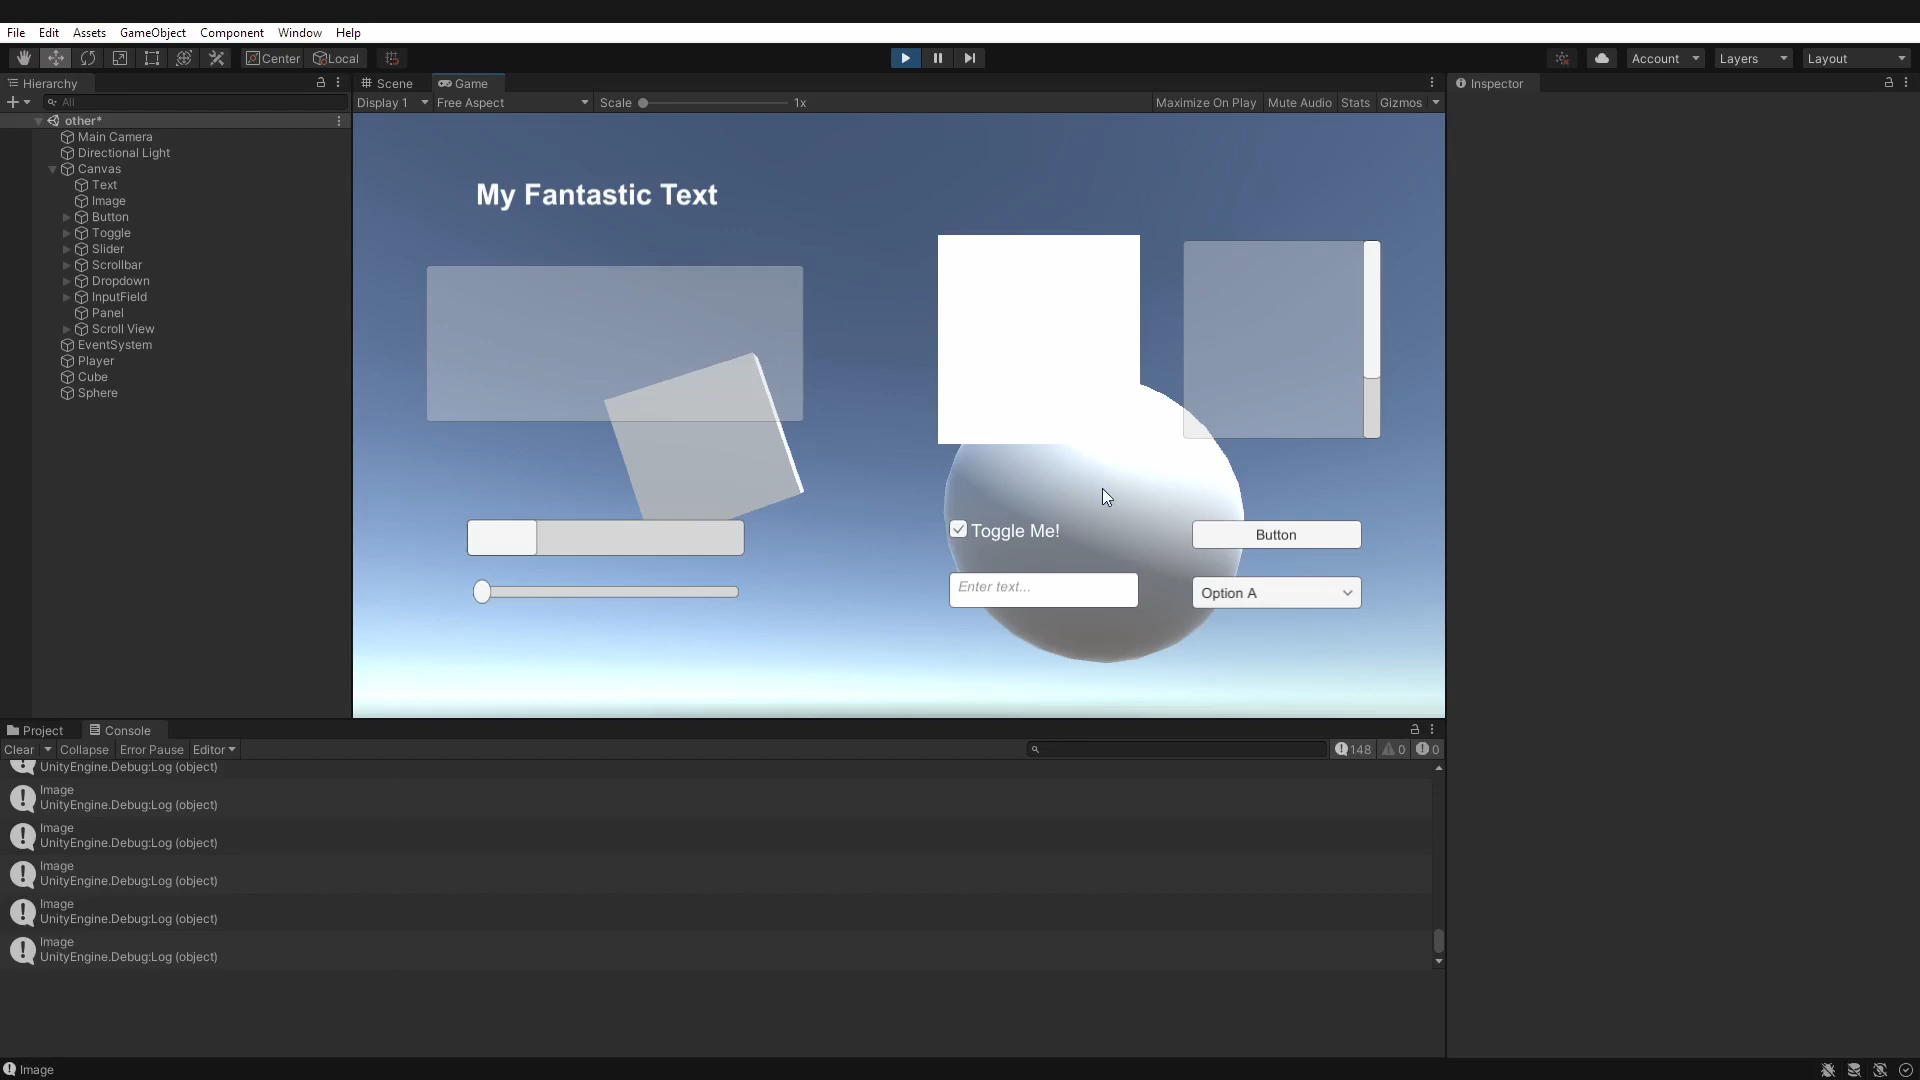 File Edit Assets GameObject Component Window Help
Center Local Account Layers Layout
Hierarchy Scene Game Inspector
All Display 1 Free Aspect Scale 1x Maximize On Play Mute Audio Stats Gizmos
other*
Main Camera
Directional Light
Canvas
Text
Image
Button
Toggle
Slider
Scrollbar
Dropdown
InputField
Panel
Scroll View
EventSystem
Player
Cube
Sphere
My Fantastic Text
Toggle Me!
Button
Enter text...
Option A
Project Console
Clear Collapse Error Pause Editor 148 0 0
UnityEngine.Debug:Log (object)
Image
UnityEngine.Debug:Log (object)
Image
UnityEngine.Debug:Log (object)
Image
UnityEngine.Debug:Log (object)
Image
UnityEngine.Debug:Log (object)
Image
UnityEngine.Debug:Log (object)
Image